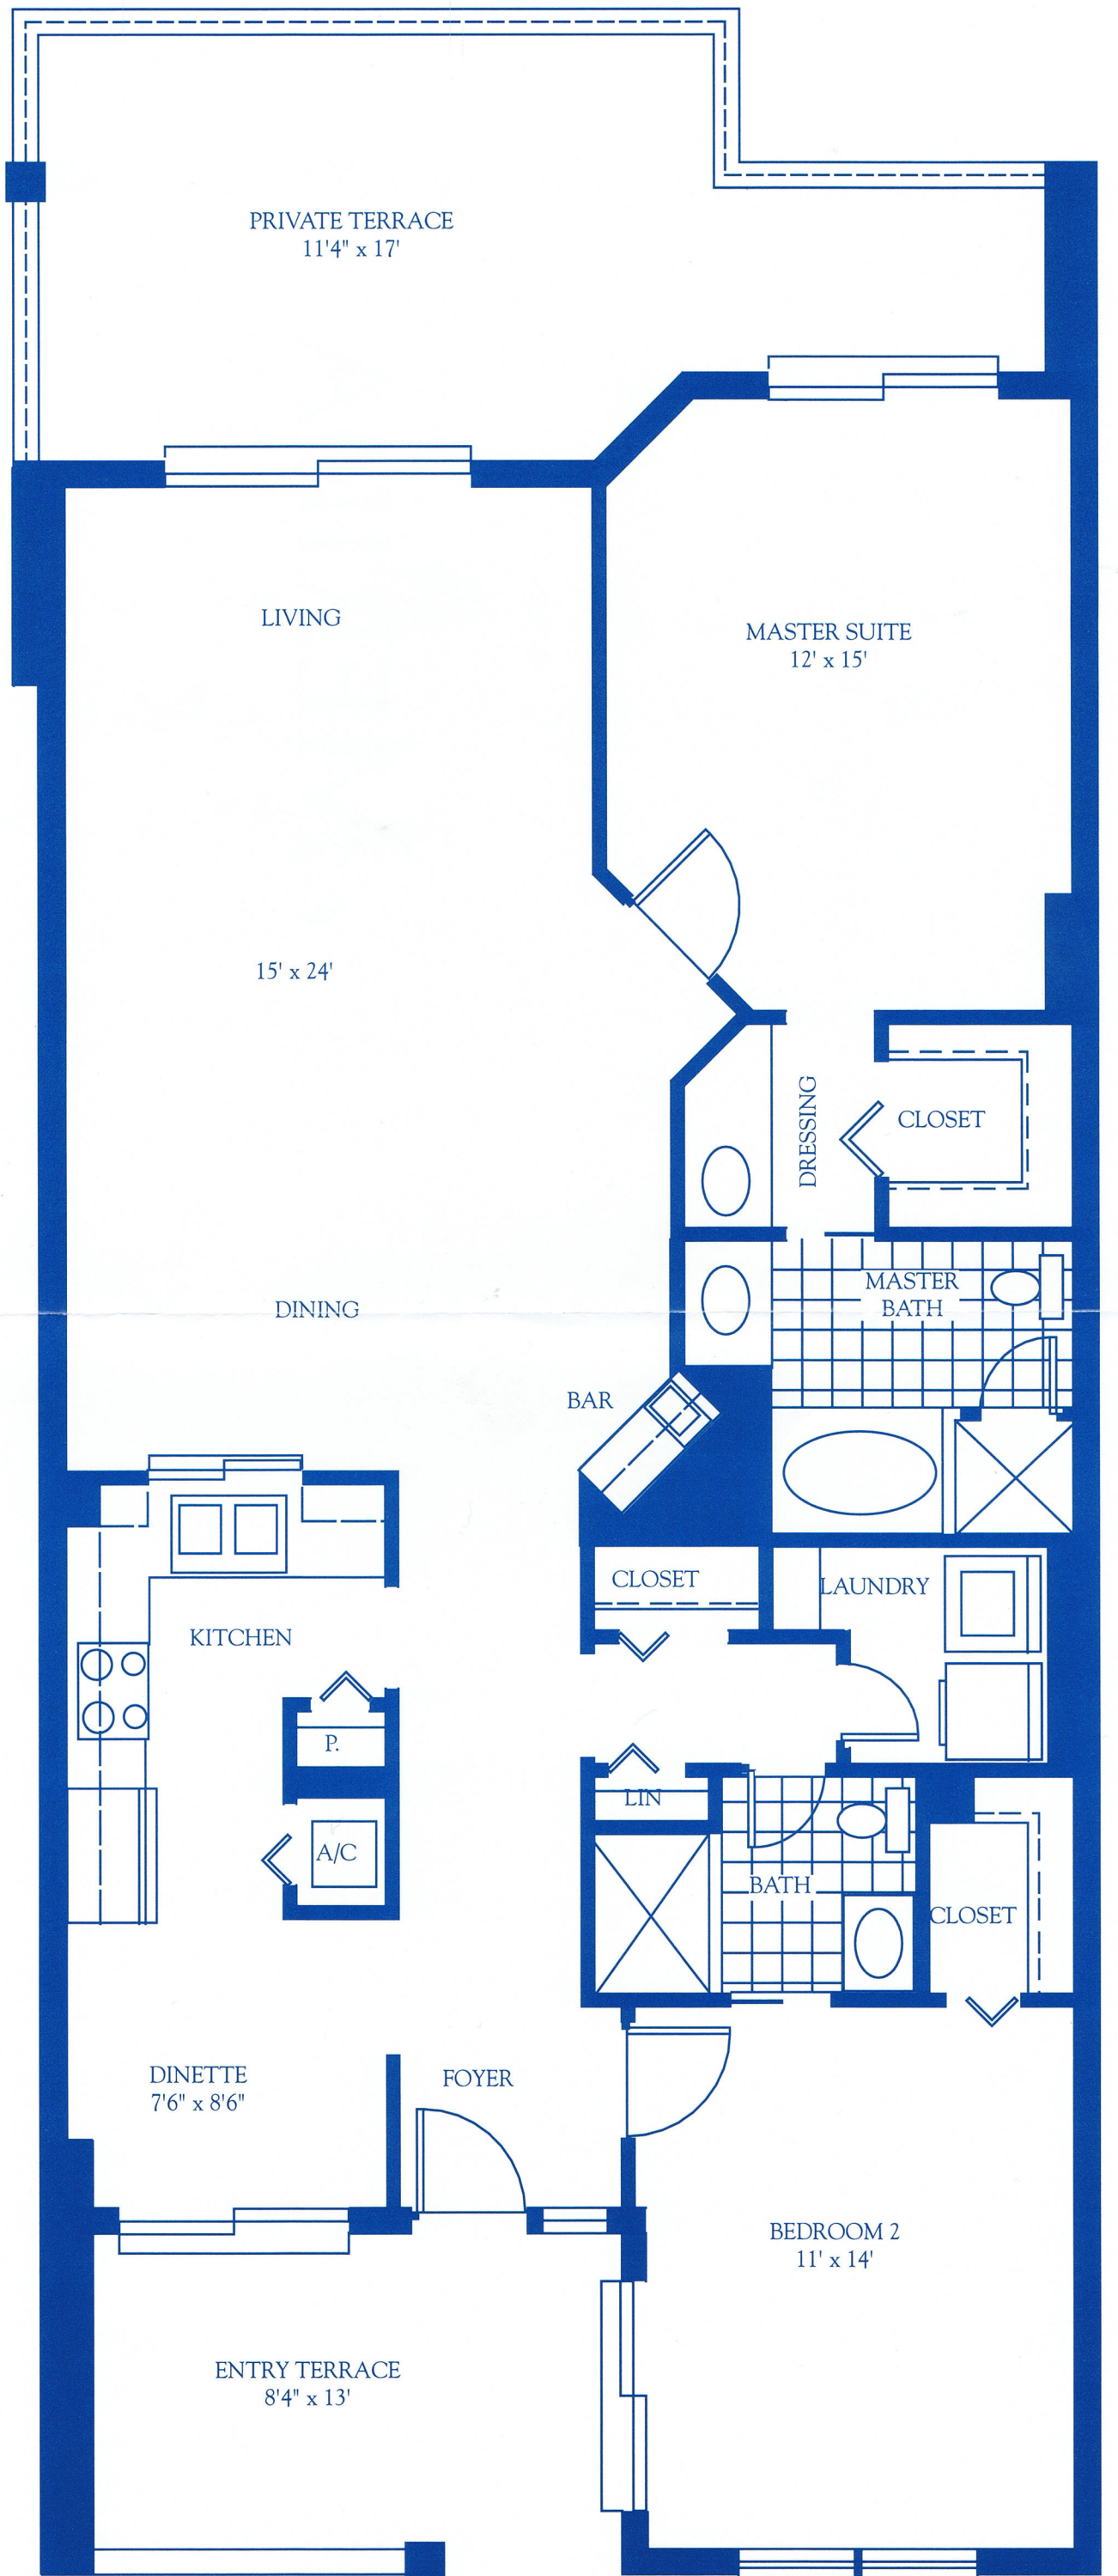 PRIVATE TERRACE
11'4" x 17'
LIVING
MASTER SUITE
12' x 15'
15' x 24'
DRESSING
CLOSET
MASTER
BATH
DINING
BAR
CLOSET
LAUNDRY
KITCHEN
P.
LIN
A/C
BATH
CLOSET
DINETTE
7'6" x 8'6"
FOYER
BEDROOM 2
11' x 14'
ENTRY TERRACE
8'4" x 13'